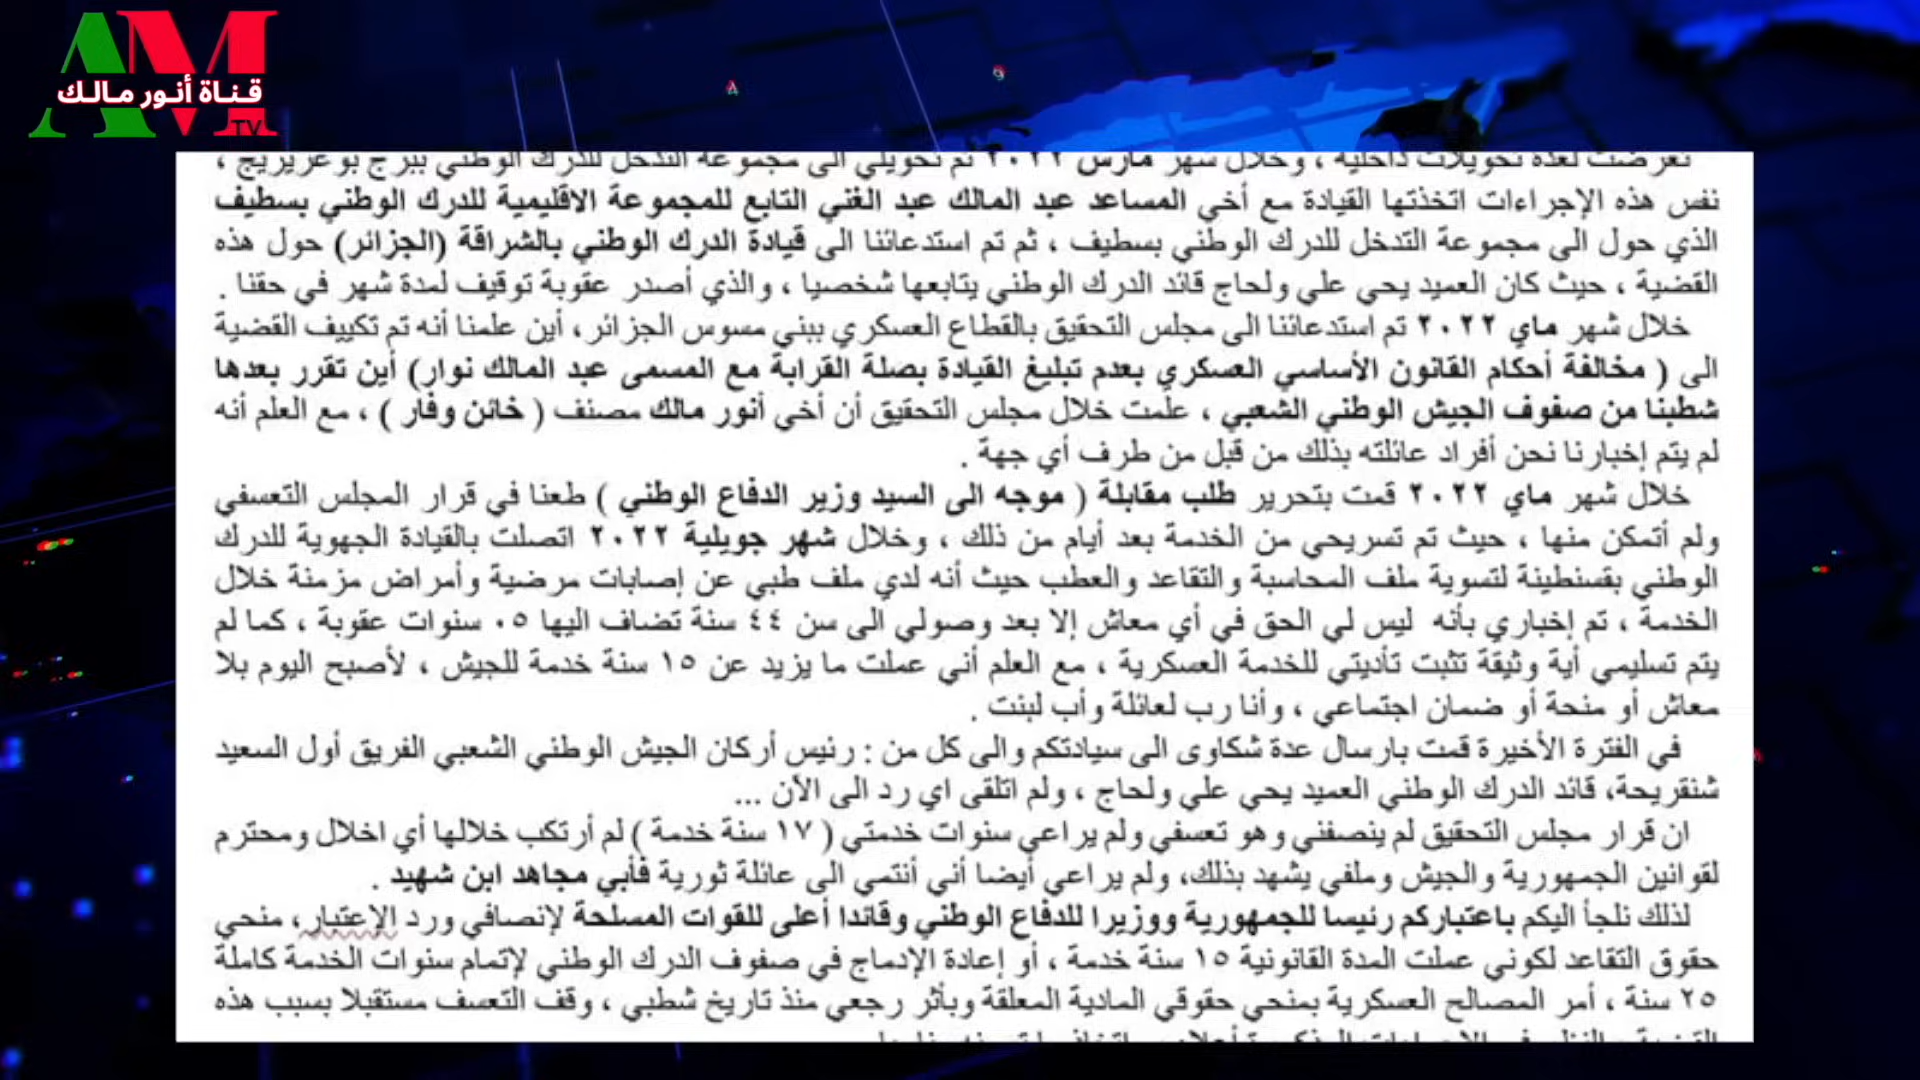 AM
قناة أنور مالك
TV
تعرضت لعدة تحويلات داخلية ، وخلال شهر مارس ٢٠٢٢ تم تحويلي الى مجموعة التدخل للدرك الوطني ببرج بوعريريج ،
نفس هذه الإجراءات اتخذتها القيادة مع أخي المساعد عبد المالك عبد الغني التابع للمجموعة الاقليمية للدرك الوطني بسطيف
الذي حول الى مجموعة التدخل للدرك الوطني بسطيف ، ثم تم استدعائنا الى قيادة الدرك الوطني بالشراقة (الجزائر) حول هذه
القضية ، حيث كان العميد يحي علي ولحاج قائد الدرك الوطني يتابعها شخصيا ، والذي أصدر عقوبة توقيف لمدة شهر في حقنا .
خلال شهر ماي ٢٠٢٢ تم استدعائنا الى مجلس التحقيق بالقطاع العسكري ببني مسوس الجزائر، أين علمنا أنه تم تكييف القضية
الى ( مخالفة أحكام القانون الأساسي العسكري بعدم تبليغ القيادة بصلة القرابة مع المسمى عبد المالك نوار) أين تقرر بعدها
شطبنا من صفوف الجيش الوطني الشعبي ، علمت خلال مجلس التحقيق أن أخي أنور مالك مصنف ( خائن وفار ) ، مع العلم أنه
لم يتم إخبارنا نحن أفراد عائلته بذلك من قبل من طرف أي جهة .
خلال شهر ماي ٢٠٢٢ قمت بتحرير طلب مقابلة ( موجه الى السيد وزير الدفاع الوطني ) طعنا في قرار المجلس التعسفي
ولم أتمكن منها ، حيث تم تسريحي من الخدمة بعد أيام من ذلك ، وخلال شهر جويلية ٢٠٢٢ اتصلت بالقيادة الجهوية للدرك
الوطني بقسنطينة لتسوية ملف المحاسبة والتقاعد والعطب حيث أنه لدي ملف طبي عن إصابات مرضية وأمراض مزمنة خلال
الخدمة ، تم إخباري بأنه ليس لي الحق في أي معاش إلا بعد وصولي الى سن ٤٤ سنة تضاف اليها ٠٥ سنوات عقوبة ، كما لم
يتم تسليمي أية وثيقة تثبت تأديتي للخدمة العسكرية ، مع العلم أني عملت ما يزيد عن ١٥ سنة خدمة للجيش ، لأصبح اليوم بلا
معاش أو منحة أو ضمان اجتماعي ، وأنا رب لعائلة وأب لبنت .
في الفترة الأخيرة قمت بارسال عدة شكاوى الى سيادتكم والى كل من : رئيس أركان الجيش الوطني الشعبي الفريق أول السعيد
شنقريحة، قائد الدرك الوطني العميد يحي علي ولحاج ، ولم اتلقى اي رد الى الآن ...
ان قرار مجلس التحقيق لم ينصفني وهو تعسفي ولم يراعي سنوات خدمتي ( ١٧ سنة خدمة ) لم أرتكب خلالها أي اخلال ومحترم
لقوانين الجمهورية والجيش وملفي يشهد بذلك، ولم يراعي أيضا أني أنتمي الى عائلة ثورية فأبي مجاهد ابن شهيد .
لذلك نلجأ اليكم باعتباركم رئيسا للجمهورية ووزيرا للدفاع الوطني وقائدا أعلى للقوات المسلحة لإنصافي ورد الإعتبار، منحي
حقوق التقاعد لكوني عملت المدة القانونية ١٥ سنة خدمة ، أو إعادة الإدماج في صفوف الدرك الوطني لإتمام سنوات الخدمة كاملة
٢٥ سنة ، أمر المصالح العسكرية بمنحي حقوقي المادية المعلقة وبأثر رجعي منذ تاريخ شطبي ، وقف التعسف مستقبلا بسبب هذه